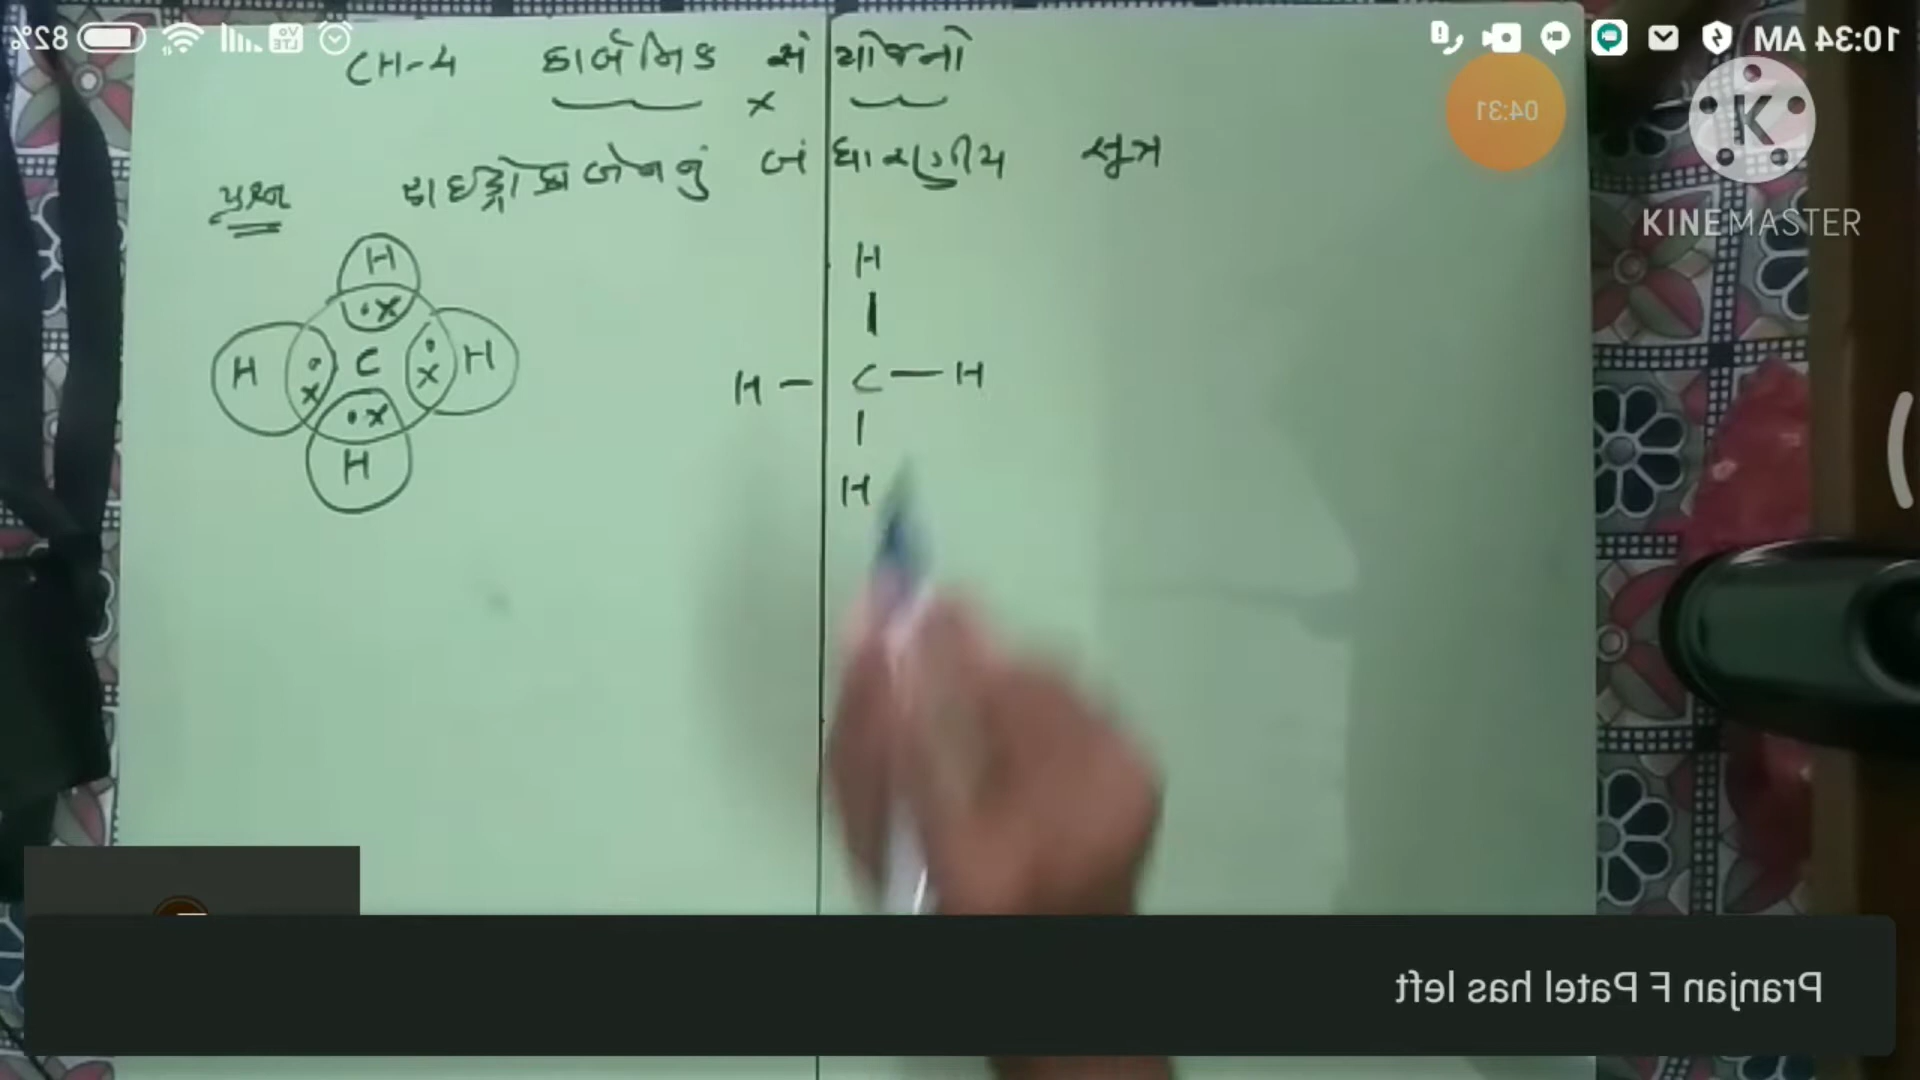 10:34 AM
82%
04:31
KINEMASTER
CH-4 કાર્બનિક સંયોજનો
×
પ્રશ્ન હાઇડ્રોકાર્બનનું બંધારણીય સૂત્ર
H
•×
H •× C •× H
•×
H
H
|
H – C — H
|
H
Pranjan F Patel has left